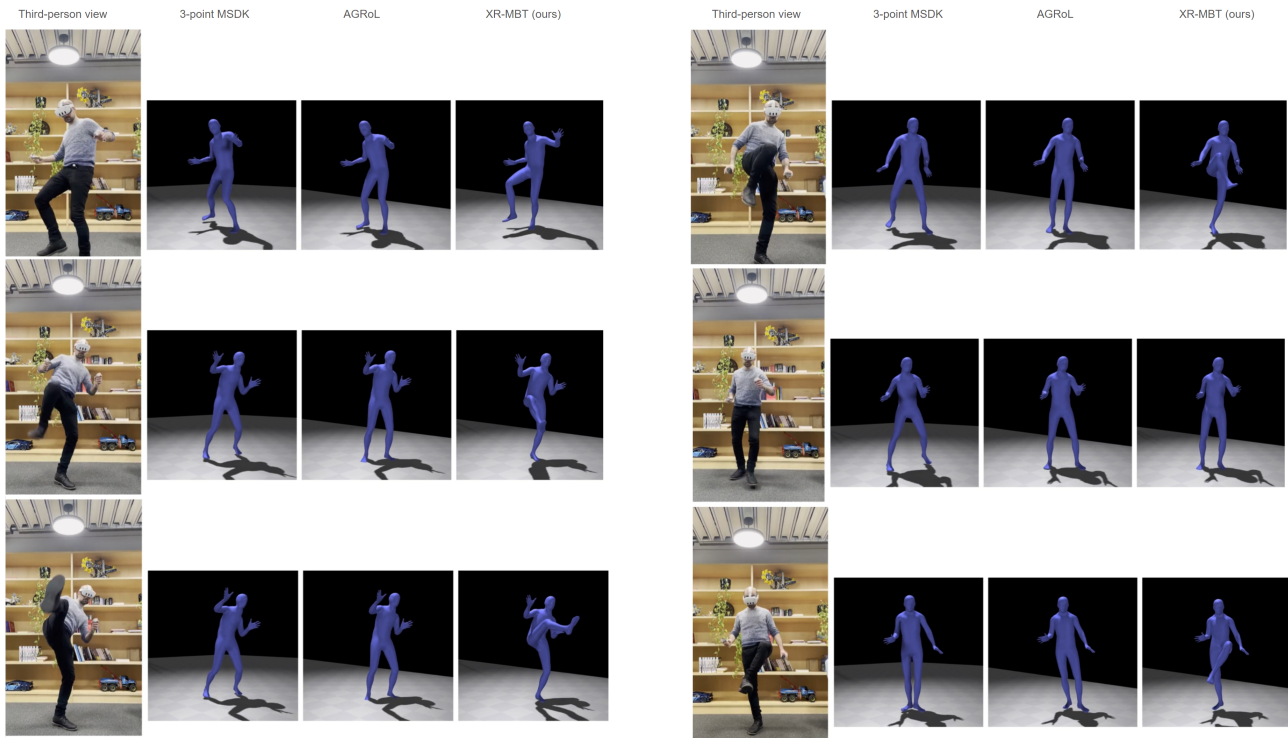 Third-person view 3-point MSDK AGRoL XR-MBT (ours) Third-person view 3-point MSDK AGRoL XR-MBT (ours)